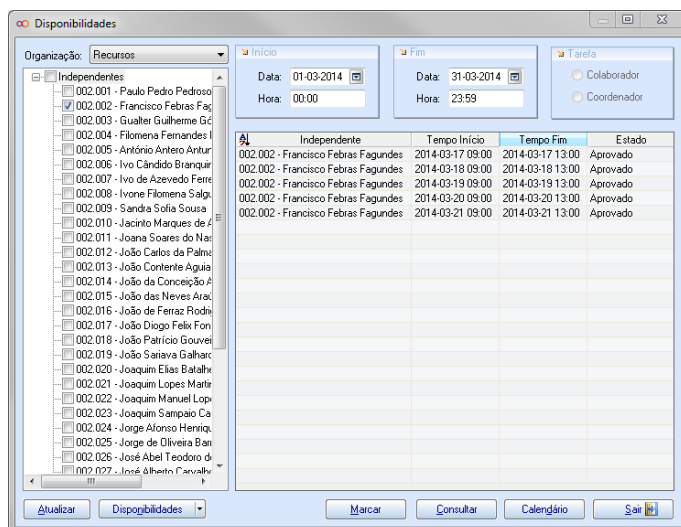 Disponibilidades
Organização: Recursos
Independentes
002.001 - Paulo Pedro Pedroso
002.002 - Francisco Febras Fag
002.003 - Gualter Guilherme Gó
002.004 - Filomena Fernandes
002.005 - António Antero Antur
002.006 - Ivo Cândido Branquir
002.007 - Ivo de Azevedo Ferre
002.008 - Ivone Filomena Salgu
002.009 - Sandra Sofia Sousa
002.010 - Jacinto Marques de
002.011 - Joana Soares do Nas
002.012 - João Carlos da Palma
002.013 - João Contente Aguia
002.014 - João da Conceição
002.015 - João das Neves Araú
002.016 - João de Ferraz Rodri
002.017 - João Diogo Felix Fon
002.018 - João Patrício Gouvei
002.019 - João Sariava Galharc
002.020 - Joaquim Elias Batalhe
002.021 - Joaquim Lopes Martir
002.022 - Joaquim Manuel Lop
002.023 - Joaquim Sampaio Ca
002.024 - Jorge Afonso Henriqu
002.025 - Jorge de Oliveira Barr
002.026 - José Abel Teodoro d
002.027 - José Alberto Carvalh
Início
Data: 01-03-2014
Hora: 00:00
Fim
Data: 31-03-2014
Hora: 23:59
Tarefa
Colaborador
Coordenador
Independente Tempo Início Tempo Fim Estado
002.002 - Francisco Febras Fagundes 2014-03-17 09:00 2014-03-17 13:00 Aprovado
002.002 - Francisco Febras Fagundes 2014-03-18 09:00 2014-03-18 13:00 Aprovado
002.002 - Francisco Febras Fagundes 2014-03-19 09:00 2014-03-19 13:00 Aprovado
002.002 - Francisco Febras Fagundes 2014-03-20 09:00 2014-03-20 13:00 Aprovado
002.002 - Francisco Febras Fagundes 2014-03-21 09:00 2014-03-21 13:00 Aprovado
Atualizar Disponibilidades Marcar Consultar Calendário Sair